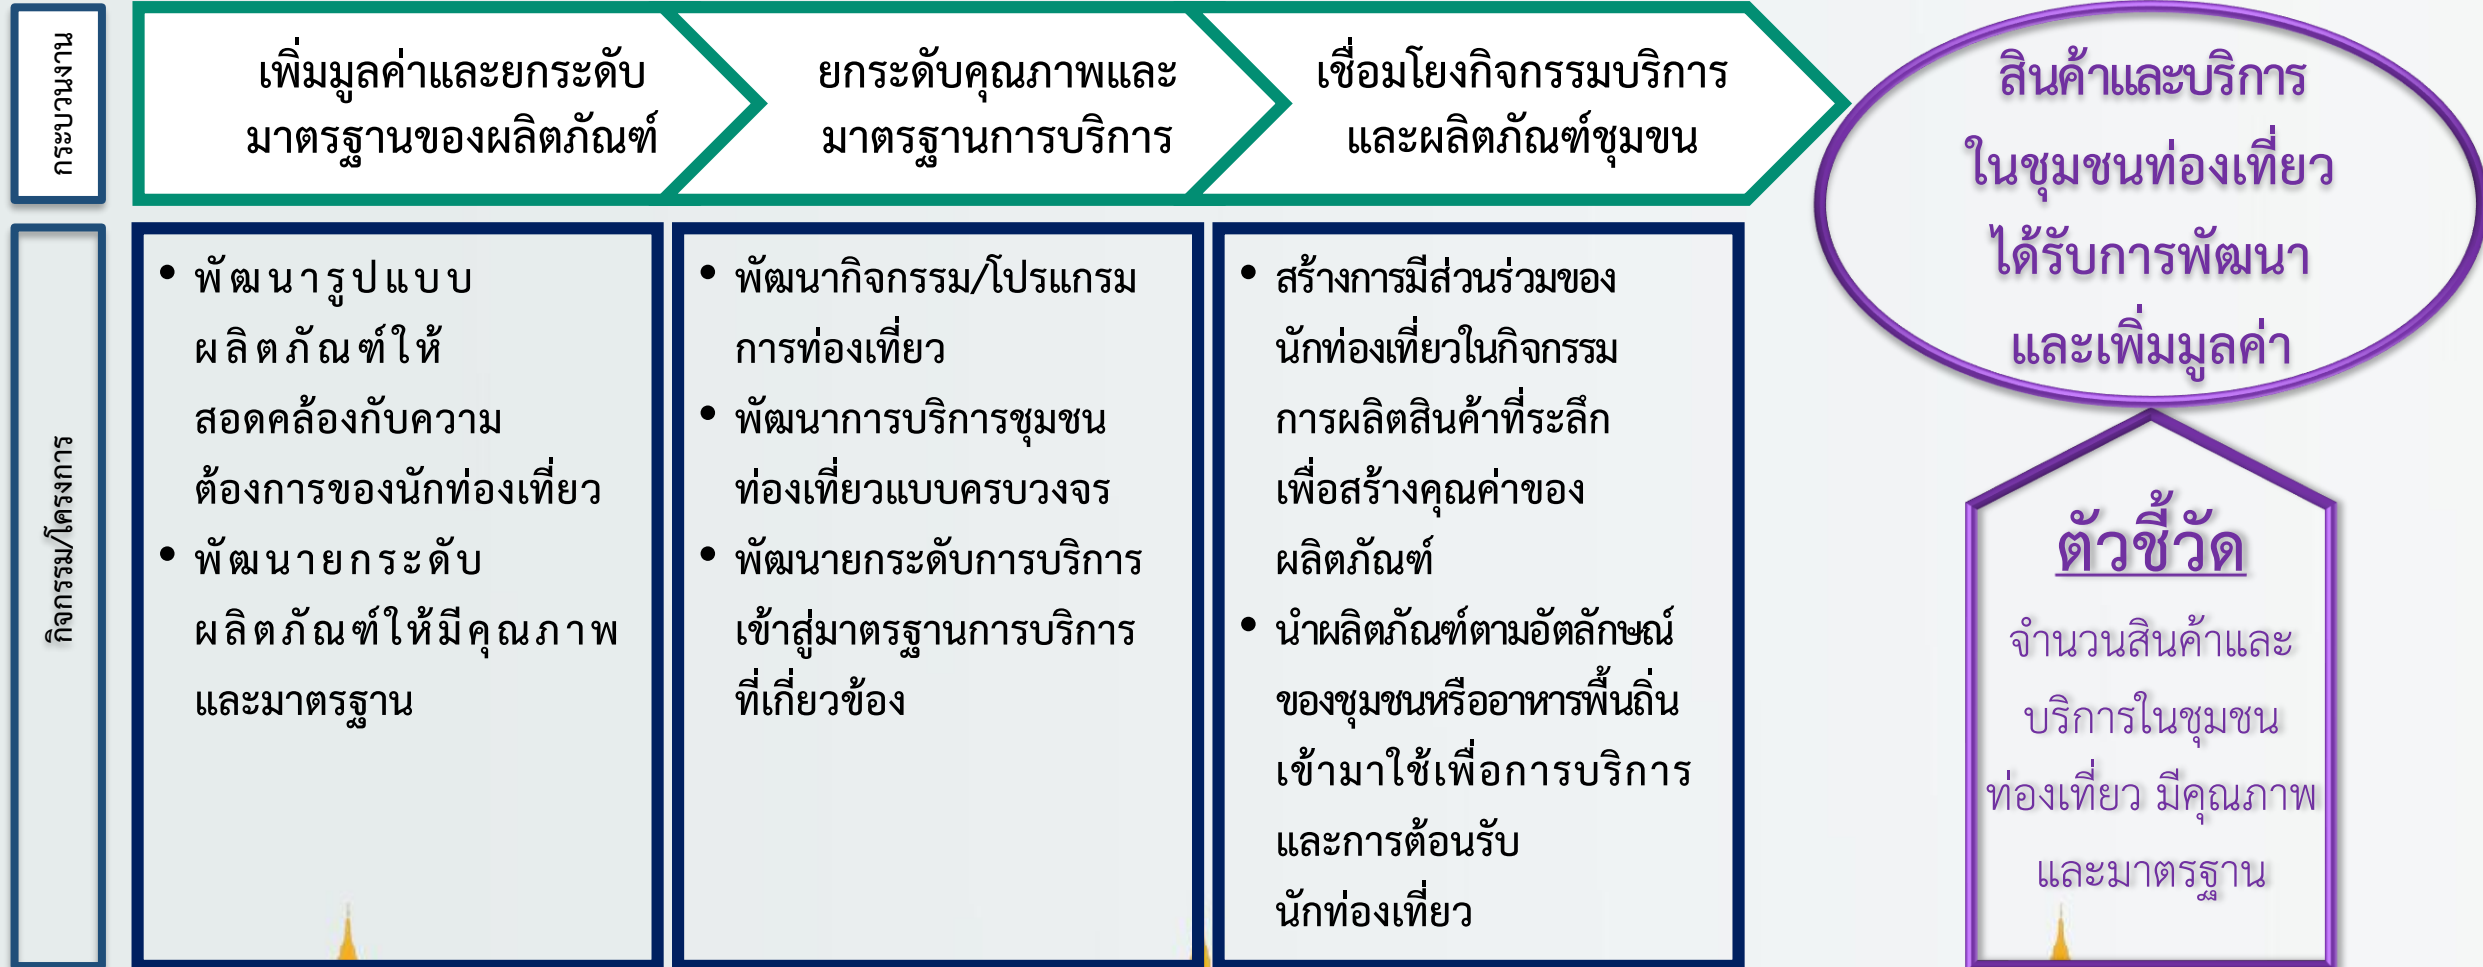 กระบวนงาน
เพิ่มมูลค่าและยกระดับ
มาตรฐานของผลิตภัณฑ์
ยกระดับคุณภาพและ
มาตรฐานการบริการ
เชื่อมโยงกิจกรรมบริการ
และผลิตภัณฑ์ชุมขน
สินค้าและบริการ
ในชุมชนท่องเที่ยว
ได้รับการพัฒนา
และเพิ่มมูลค่า
กิจกรรม/โครงการ
• พัฒนารูปแบบ
ผลิตภัณฑ์ให้
สอดคล้องกับความ
ต้องการของนักท่องเที่ยว
• พัฒนายกระดับ
ผลิตภัณฑ์ให้มีคุณภาพ
และมาตรฐาน
• พัฒนากิจกรรม/โปรแกรม
การท่องเที่ยว
• พัฒนาการบริการชุมชน
ท่องเที่ยวแบบครบวงจร
• พัฒนายกระดับการบริการ
เข้าสู่มาตรฐานการบริการ
ที่เกี่ยวข้อง
• สร้างการมีส่วนร่วมของ
นักท่องเที่ยวในกิจกรรม
การผลิตสินค้าที่ระลึก
เพื่อสร้างคุณค่าของ
ผลิตภัณฑ์
• นำผลิตภัณฑ์ตามอัตลักษณ์
ของชุมชนหรืออาหารพื้นถิ่น
เข้ามาใช้เพื่อการบริการ
และการต้อนรับ
นักท่องเที่ยว
ตัวชี้วัด
จำนวนสินค้าและ
บริการในชุมชน
ท่องเที่ยว มีคุณภาพ
และมาตรฐาน